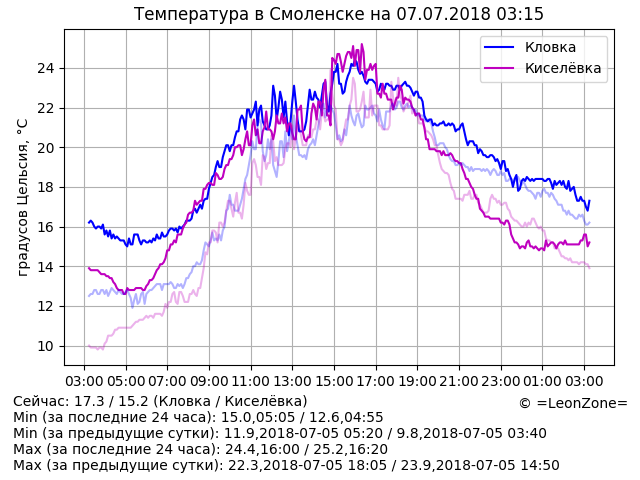 Температура в Смоленске на 07.07.2018 03:15
Кловка
Киселёвка
градусов Цельсия, °C
24
22
20
18
16
14
12
10
03:00 05:00 07:00 09:00 11:00 13:00 15:00 17:00 19:00 21:00 23:00 01:00 03:00
Сейчас: 17.3 / 15.2 (Кловка / Киселёвка)
© =LeonZone=
Min (за последние 24 часа): 15.0,05:05 / 12.6,04:55
Min (за предыдущие сутки): 11.9,2018-07-05 05:20 / 9.8,2018-07-05 03:40
Max (за последние 24 часа): 24.4,16:00 / 25.2,16:20
Max (за предыдущие сутки): 22.3,2018-07-05 18:05 / 23.9,2018-07-05 14:50